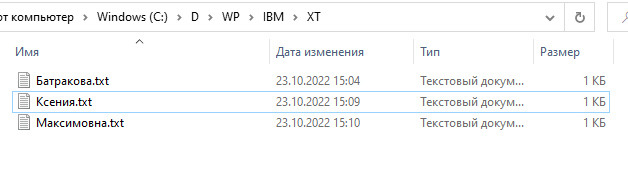 от компьютер > Windows (C:) > D > WP > IBM > XT
Имя Дата изменения Тип Размер
Батракова.txt 23.10.2022 15:04 Текстовый докум... 1 КБ
Ксения.txt 23.10.2022 15:09 Текстовый докум... 1 КБ
Максимовна.txt 23.10.2022 15:10 Текстовый докум... 1 КБ